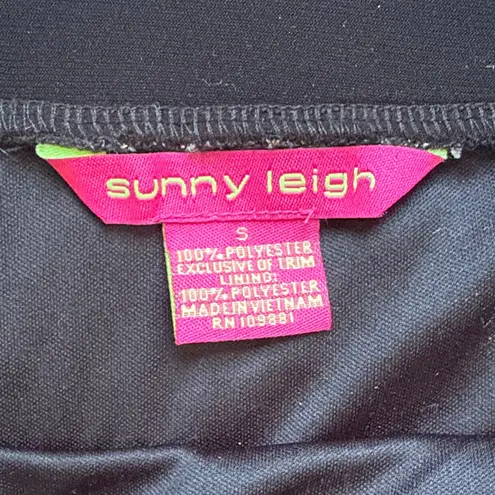 sunny leigh
S
100% POLYESTER
EXCLUSIVE OF TRIM
LINING:
100% POLYESTER
MADE IN VIETNAM
RN 109881